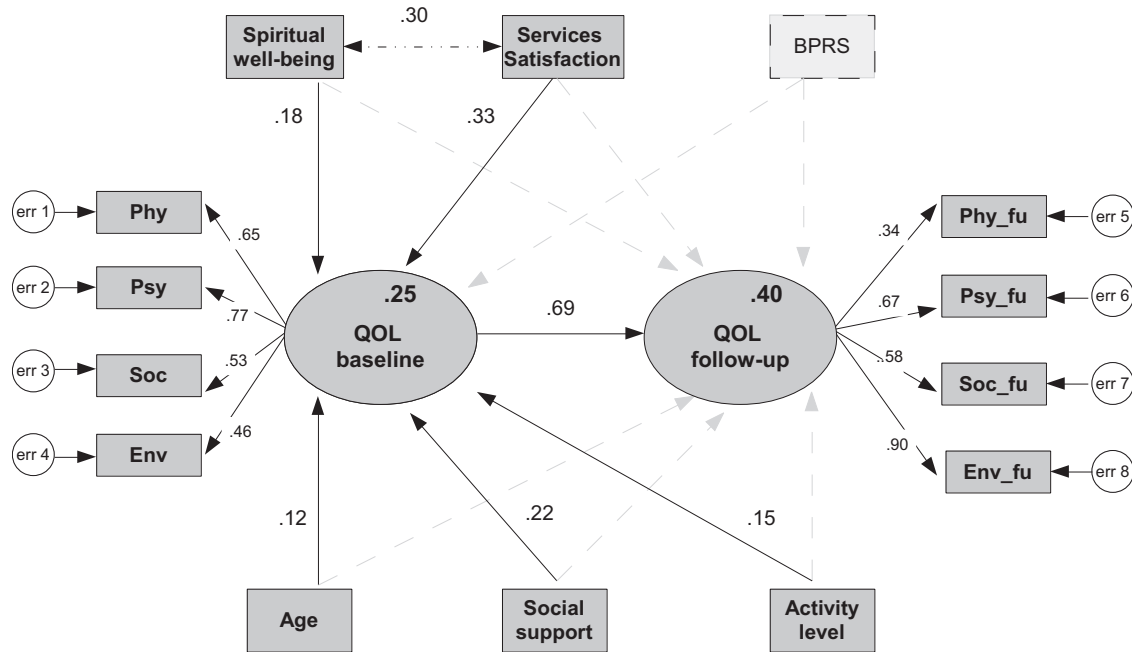 .30
Spiritual
well-being
Services
Satisfaction
BPRS
.18
.33
err 1
Phy
.65
err 2
Psy
.77
err 3
Soc
.53
err 4
Env
.46
.25
QOL
baseline
.69
.40
QOL
follow-up
.34
Phy_fu
err 5
.67
Psy_fu
err 6
.58
Soc_fu
err 7
.90
Env_fu
err 8
.12
.22
.15
Age
Social
support
Activity
level